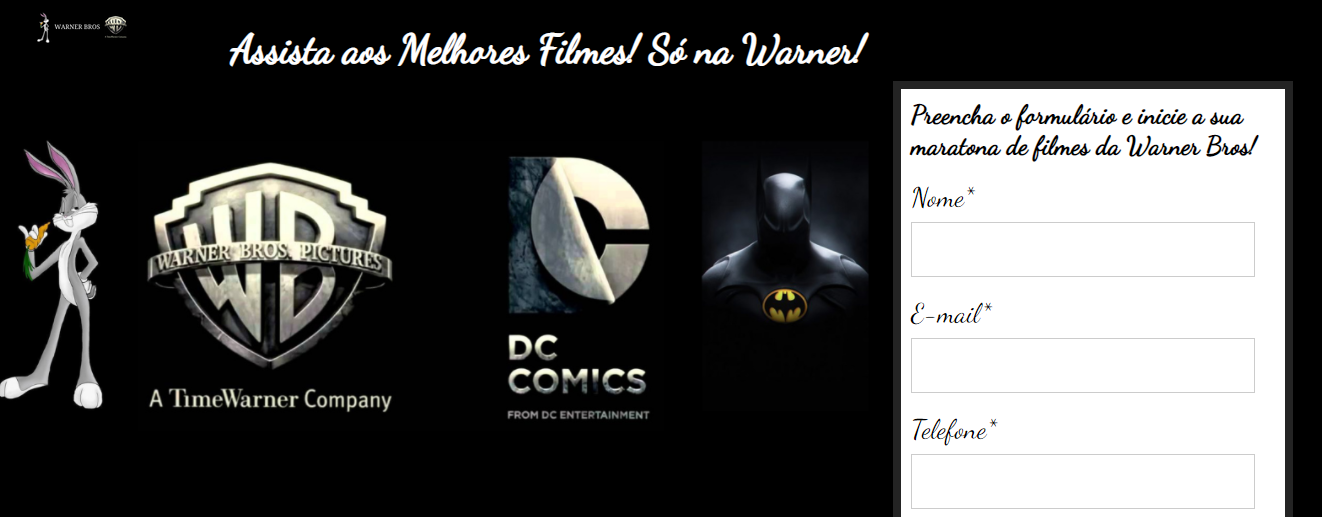 WARNER BROS
Assista aos Melhores Filmes! Só na Warner!
WARNER BROS. PICTURES
WB
A TimeWarner Company
DC
COMICS
FROM DC ENTERTAINMENT
Preencha o formulário e inicie a sua
maratona de filmes da Warner Bros!
Nome*
E-mail*
Telefone*